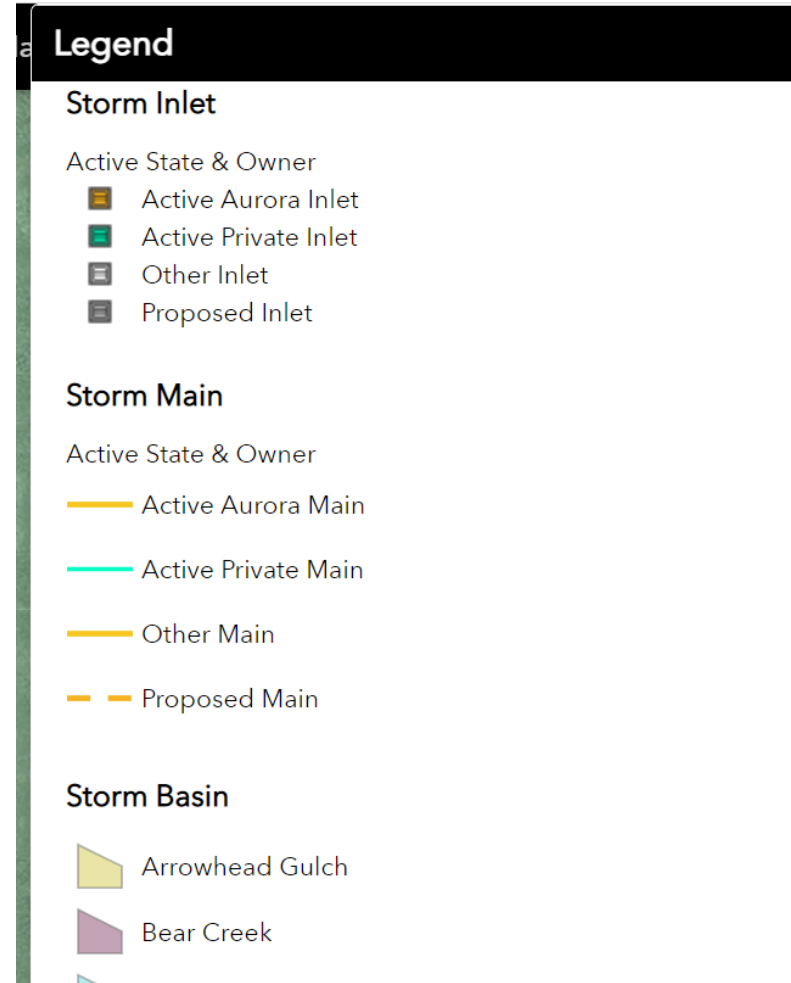 Legend
Storm Inlet
Active State & Owner
Active Aurora Inlet
Active Private Inlet
Other Inlet
Proposed Inlet
Storm Main
Active State & Owner
Active Aurora Main
Active Private Main
Other Main
Proposed Main
Storm Basin
Arrowhead Gulch
Bear Creek